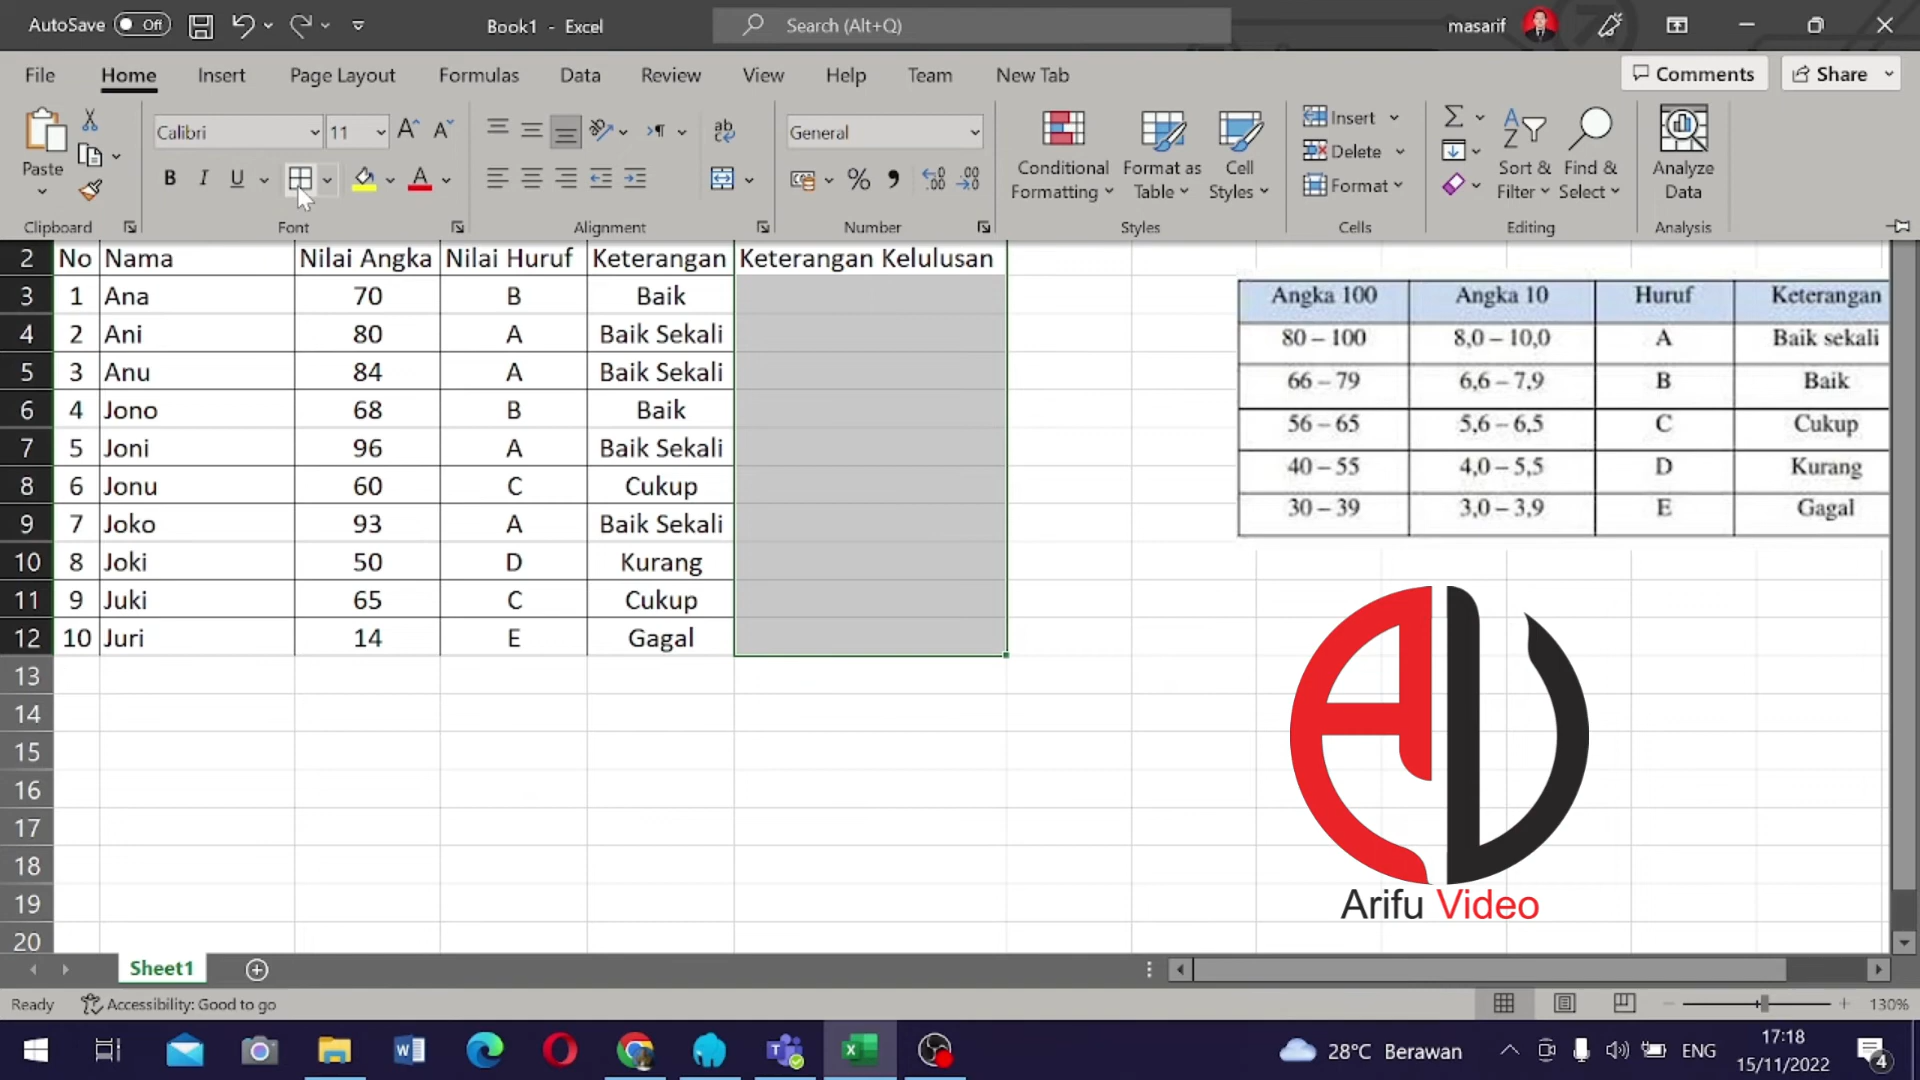 AutoSave Off Book1 - Excel Search (Alt+Q) masarif
File Home Insert Page Layout Formulas Data Review View Help Team New Tab Comments Share
Paste Calibri 11 ab General Conditional Formatting Format as Table Cell Styles Insert Delete Format Sort & Filter Find & Select Analyze Data
B I U A % 9
Clipboard Font Alignment Number Styles Cells Editing Analysis
2 No Nama Nilai Angka Nilai Huruf Keterangan Keterangan Kelulusan
3 1 Ana 70 B Baik
4 2 Ani 80 A Baik Sekali
5 3 Anu 84 A Baik Sekali
6 4 Jono 68 B Baik
7 5 Joni 96 A Baik Sekali
8 6 Jonu 60 C Cukup
9 7 Joko 93 A Baik Sekali
10 8 Joki 50 D Kurang
11 9 Juki 65 C Cukup
12 10 Juri 14 E Gagal
13
14
15
16
17
18
19
20
Angka 100 Angka 10 Huruf Keterangan
80 – 100 8,0 – 10,0 A Baik sekali
66 – 79 6,6 – 7,9 B Baik
56 – 65 5,6 – 6,5 C Cukup
40 – 55 4,0 – 5,5 D Kurang
30 – 39 3,0 – 3,9 E Gagal
Arifu Video
Sheet1
Ready Accessibility: Good to go 130%
28°C Berawan ENG 17:18
15/11/2022 4